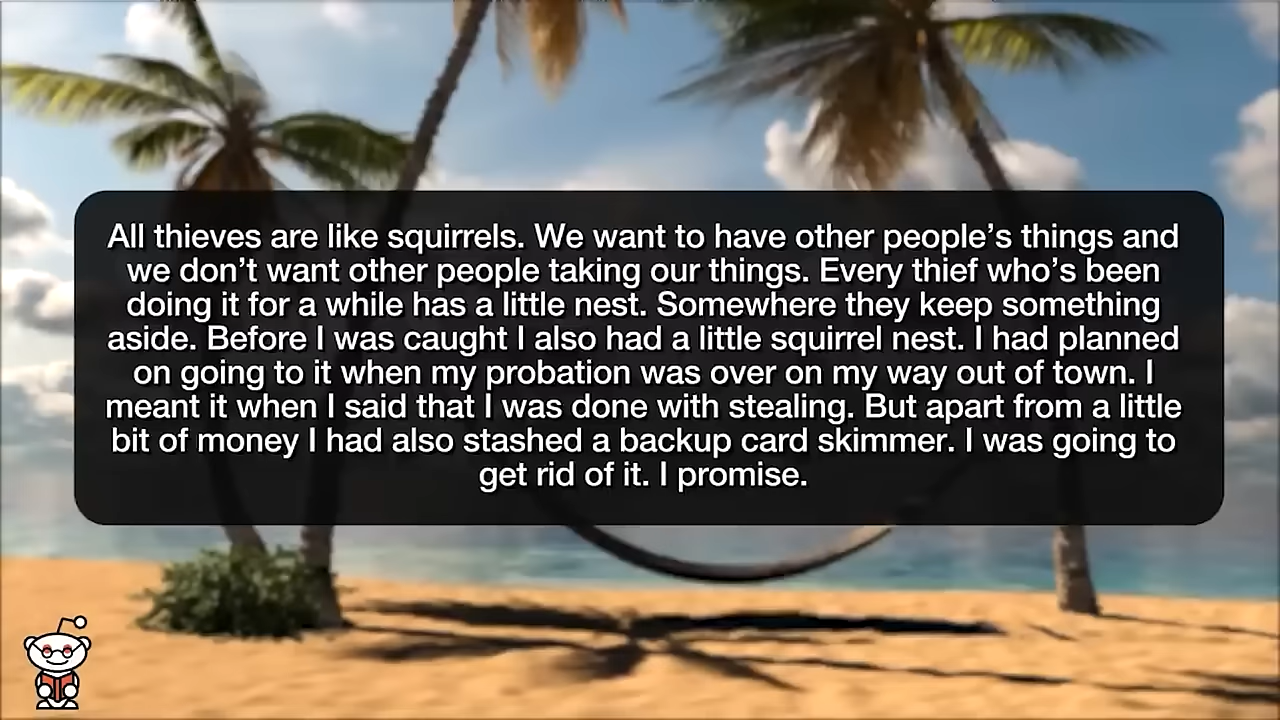 All thieves are like squirrels. We want to have other people’s things and
we don’t want other people taking our things. Every thief who’s been
doing it for a while has a little nest. Somewhere they keep something
aside. Before I was caught I also had a little squirrel nest. I had planned
on going to it when my probation was over on my way out of town. I
meant it when I said that I was done with stealing. But apart from a little
bit of money I had also stashed a backup card skimmer. I was going to
get rid of it. I promise.